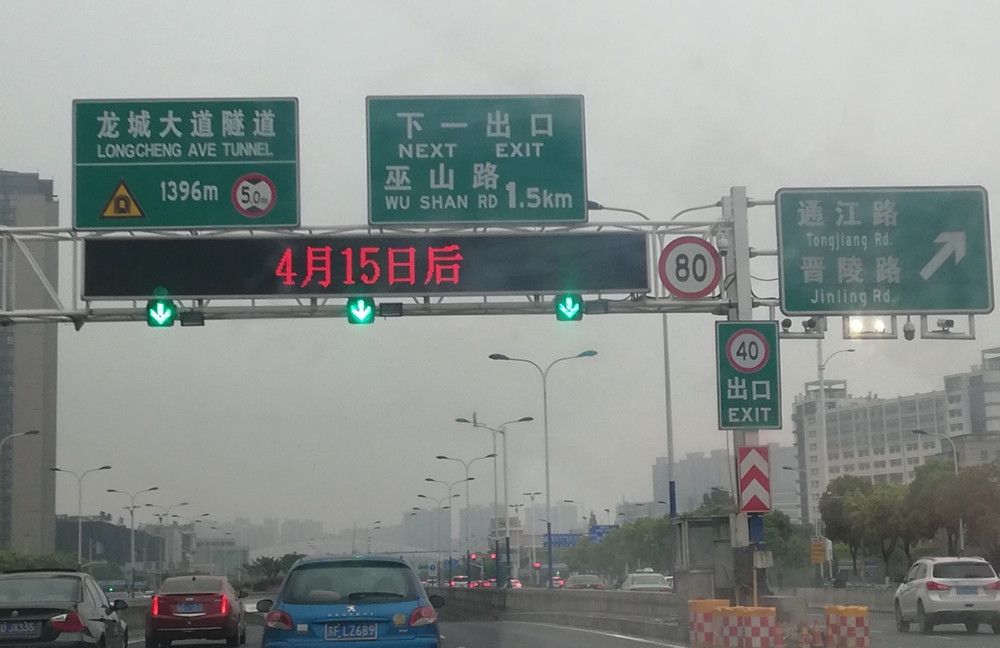 龙城大道隧道
LONGCHENG AVE TUNNEL
1396m
5.0m
下一出口
NEXT EXIT
巫山路
WU SHAN RD 1.5km
4月15日后
80
通江路
Tongjiang Rd.
晋陵路
Jinling Rd.
40
出口
EXIT
PEUGEOT
LZ689
JX335